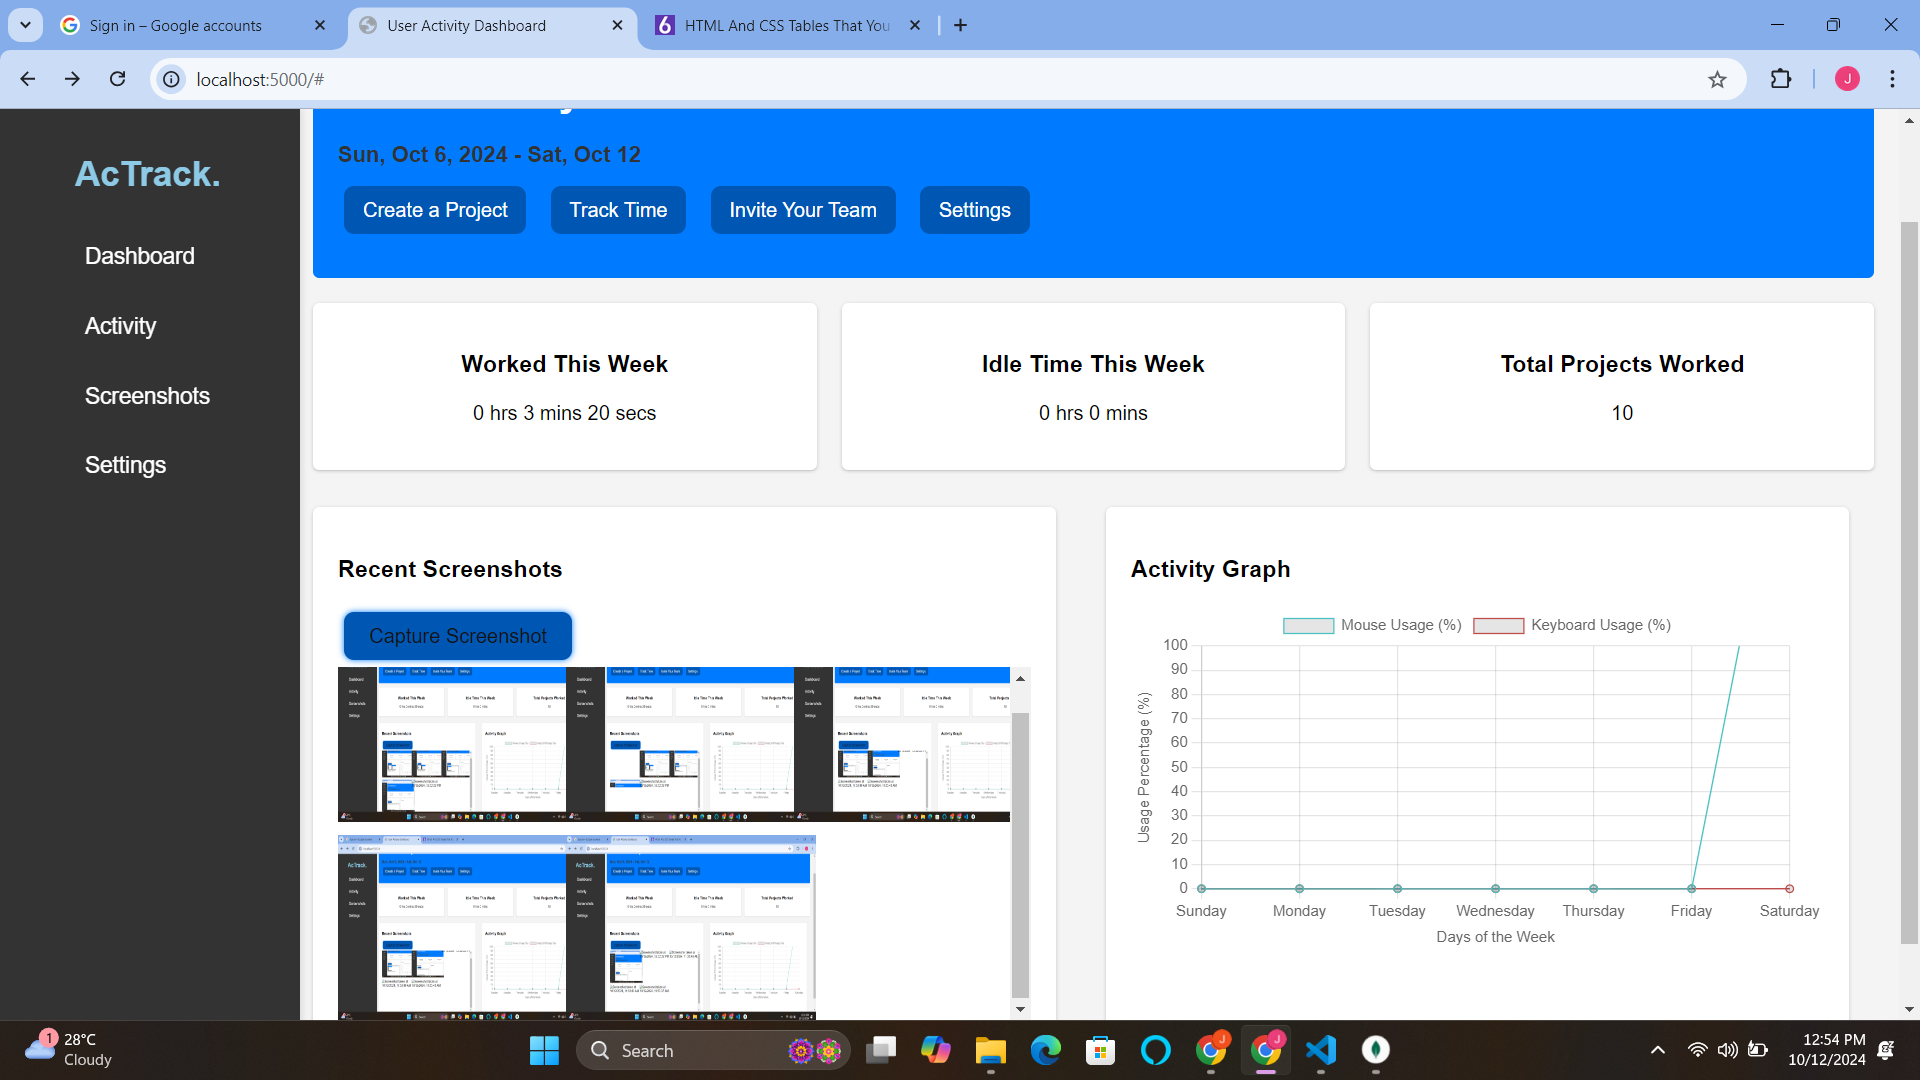 Sign in – Google accounts
User Activity Dashboard
HTML And CSS Tables That You
localhost:5000/#
J
AcTrack.
Dashboard
Activity
Screenshots
Settings
Sun, Oct 6, 2024 - Sat, Oct 12
Create a Project
Track Time
Invite Your Team
Settings
Worked This Week
0 hrs 3 mins 20 secs
Idle Time This Week
0 hrs 0 mins
Total Projects Worked
10
Recent Screenshots
Capture Screenshot
Activity Graph
Mouse Usage (%)
Keyboard Usage (%)
Usage Percentage (%)
100
90
80
70
60
50
40
30
20
10
0
Sunday
Monday
Tuesday
Wednesday
Thursday
Friday
Saturday
Days of the Week
1
28°C
Cloudy
Search
J
J
12:54 PM
10/12/2024